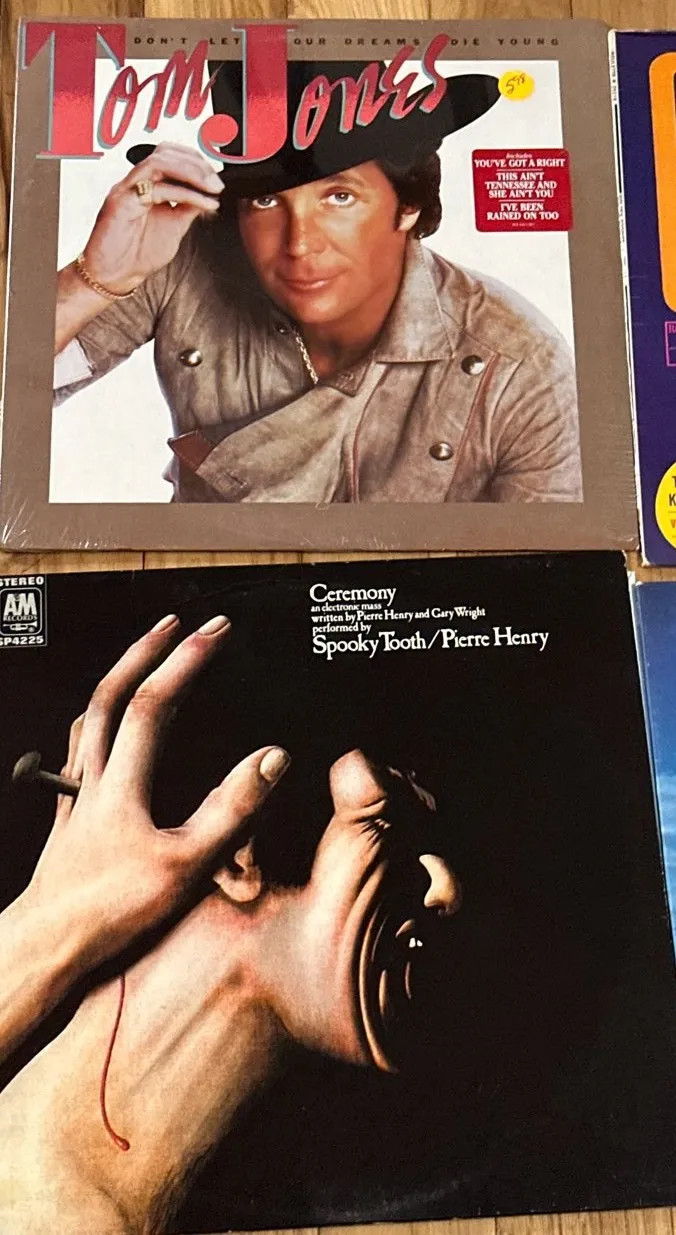 DON'T LET OUR DREAMS DIE YOUNG
Tom Jones
5.98
Includes
YOU'VE GOT A RIGHT
THIS AIN'T
TENNESSEE AND
SHE AIN'T YOU
I'VE BEEN
RAINED ON TOO
STEREO
A&M
RECORDS
SP4225
Ceremony
an electronic mass
written by Pierre Henry and Gary Wright
performed by
Spooky Tooth/Pierre Henry